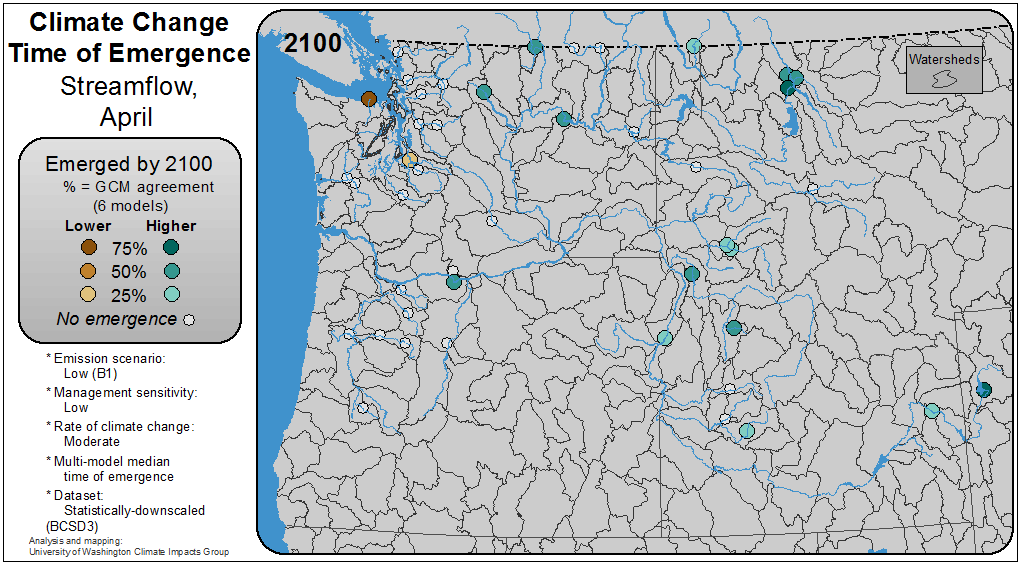 Climate Change
Time of Emergence
Streamflow,
April
Emerged by 2100
% = GCM agreement
(6 models)
Lower Higher
75%
50%
25%
No emergence
* Emission scenario:
Low (B1)
* Management sensitivity:
Low
* Rate of climate change:
Moderate
* Multi-model median
time of emergence
* Dataset:
Statistically-downscaled
(BCSD3)
Analysis and mapping:
University of Washington Climate Impacts Group
2100
Watersheds